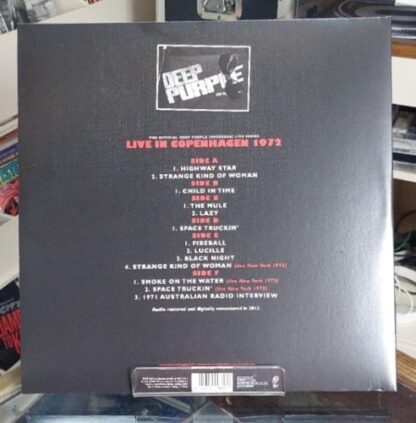 DEEP
PURPLE
THE OFFICIAL DEEP PURPLE (OVERSEAS) LIVE SERIES
LIVE IN COPENHAGEN 1972
SIDE A
1. HIGHWAY STAR
2. STRANGE KIND OF WOMAN
SIDE B
1. CHILD IN TIME
SIDE C
1. THE MULE
2. LAZY
SIDE D
1. SPACE TRUCKIN'
SIDE E
1. FIREBALL
2. LUCILLE
3. BLACK NIGHT
4. STRANGE KIND OF WOMAN (live New York 1973)
SIDE F
1. SMOKE ON THE WATER (live New York 1973)
2. SPACE TRUCKIN' (live New York 1973)
3. 1971 AUSTRALIAN RADIO INTERVIEW
Audio restored and digitally remastered in 2013.